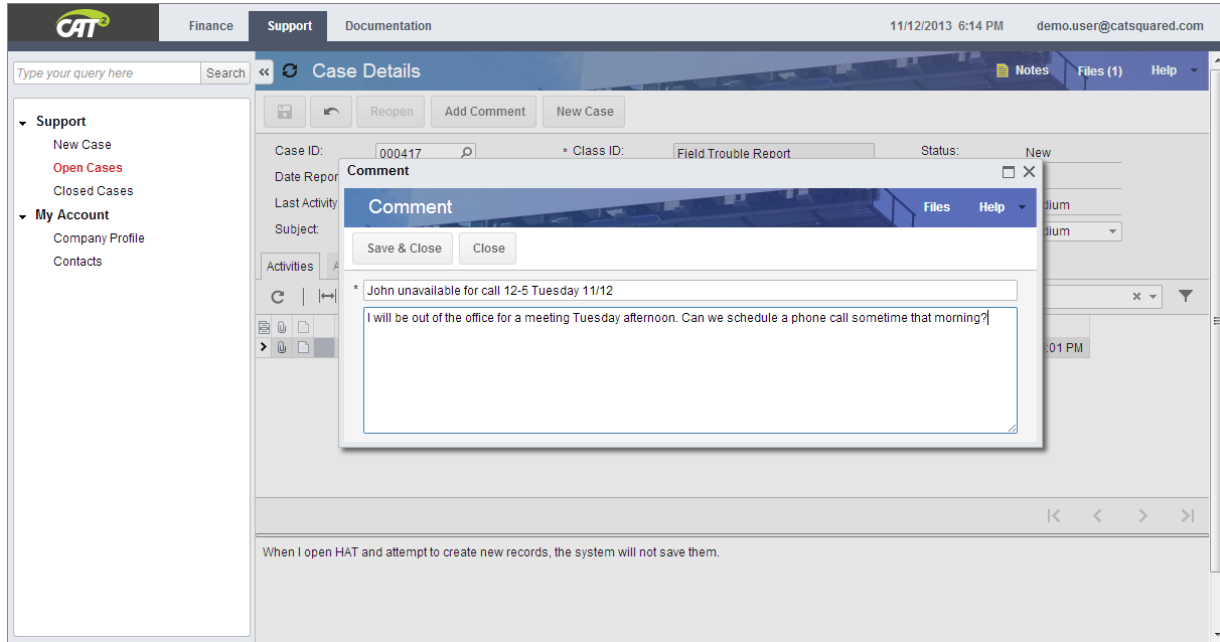 CAT²
Finance
Support
Documentation
11/12/2013 6:14 PM
demo.user@catsquared.com
Type your query here
Search
Case Details
Notes
Files (1)
Help
Support
New Case
Open Cases
Closed Cases
My Account
Company Profile
Contacts
Reopen
Add Comment
New Case
Case ID:
000417
* Class ID:
Field Trouble Report
Status:
New
Date Repor
Last Activity
dium
Subject:
dium
Comment
Comment
Files
Help
Save & Close
Close
* John unavailable for call 12-5 Tuesday 11/12
I will be out of the office for a meeting Tuesday afternoon. Can we schedule a phone call sometime that morning?
Activities
:01 PM
When I open HAT and attempt to create new records, the system will not save them.